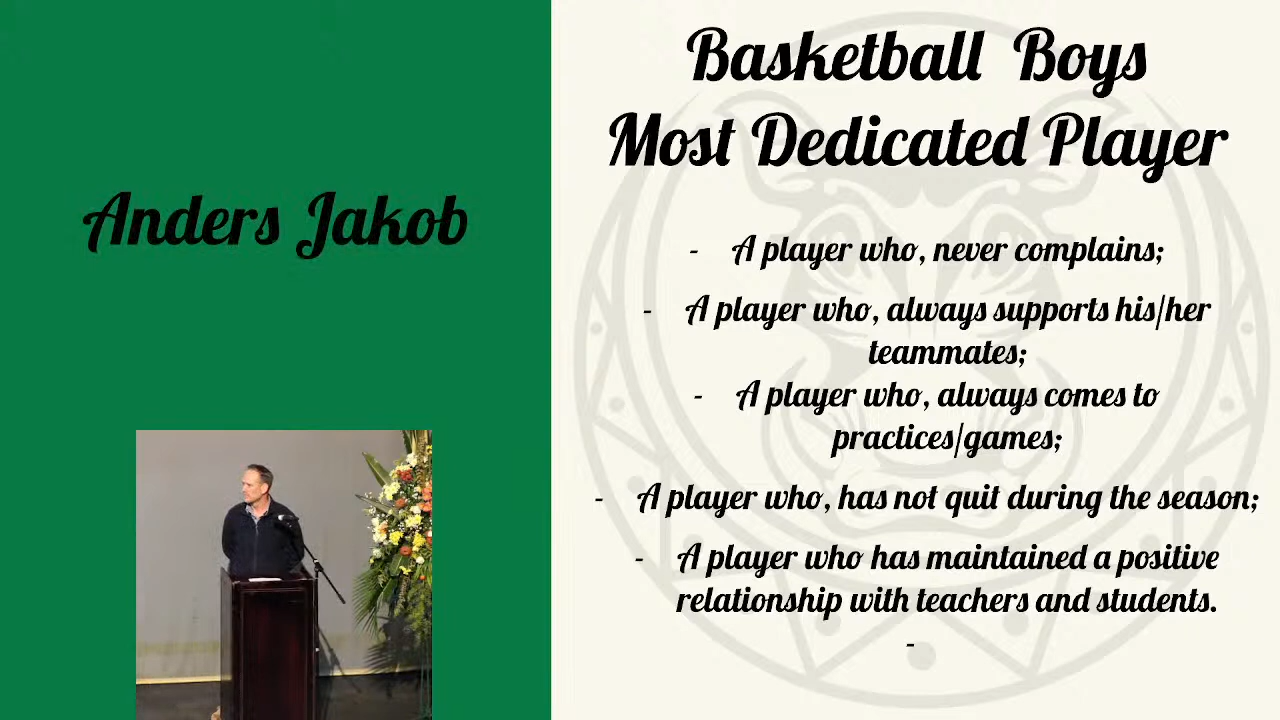 Anders Jakob
Basketball Boys
Most Dedicated Player
- A player who, never complains;
- A player who, always supports his/her
teammates;
- A player who, always comes to
practices/games;
- A player who, has not quit during the season;
- A player who has maintained a positive
relationship with teachers and students.
-